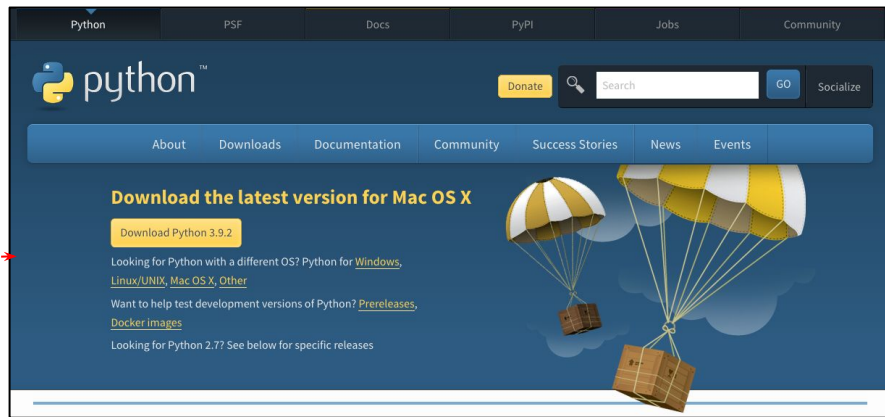 Python PSF Docs PyPI Jobs Community
python™
Donate Search GO Socialize
About Downloads Documentation Community Success Stories News Events
Download the latest version for Mac OS X
Download Python 3.9.2
Looking for Python with a different OS? Python for Windows,
Linux/UNIX, Mac OS X, Other
Want to help test development versions of Python? Prereleases,
Docker images
Looking for Python 2.7? See below for specific releases